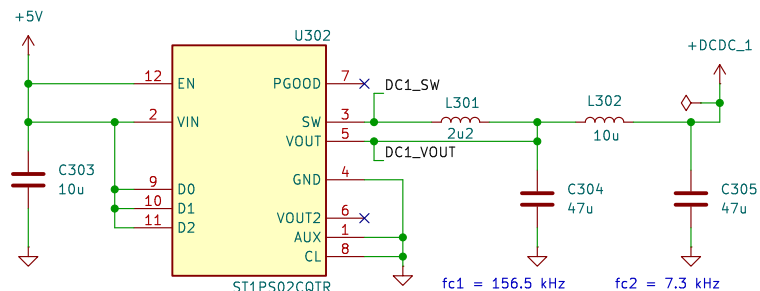 +5V
U302
+DCDC_1
12 EN
PGOOD 7
DC1_SW
L301
L302
2 VIN
SW 3
2u2
10u
VOUT 5
DC1_VOUT
C303
10u
GND 4
9 D0
10 D1
11 D2
C304
47u
C305
47u
VOUT2 6
AUX 1
CL 8
ST1PS02CQTR
fc1 = 156.5 kHz
fc2 = 7.3 kHz